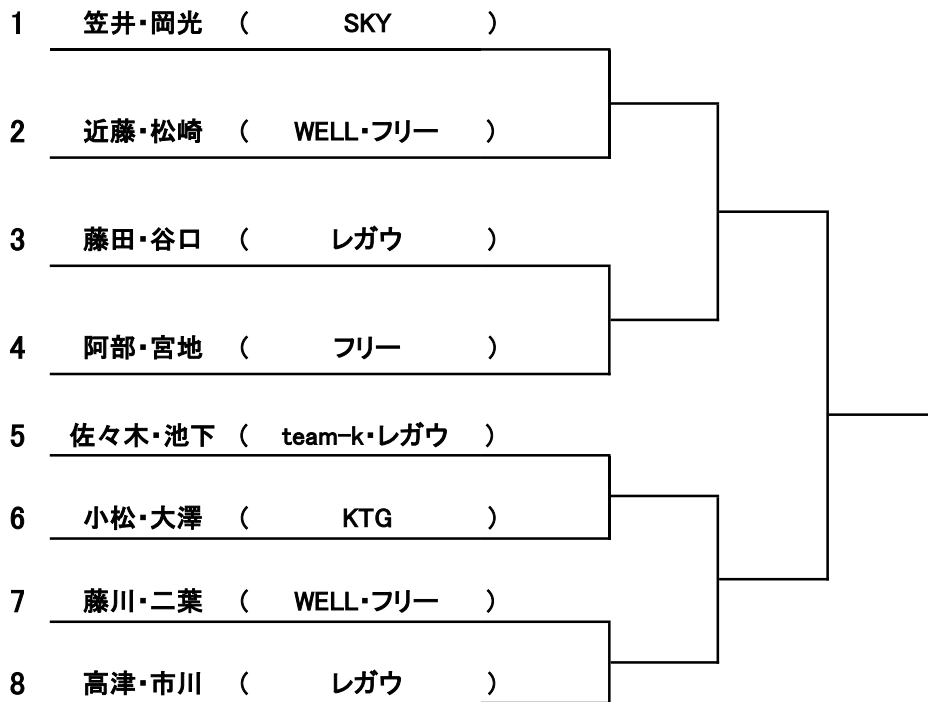 1 笠井・岡光 ( SKY )
2 近藤・松崎 ( WELL・フリー )
3 藤田・谷口 ( レガウ )
4 阿部・宮地 ( フリー )
5 佐々木・池下 ( team-k・レガウ )
6 小松・大澤 ( KTG )
7 藤川・二葉 ( WELL・フリー )
8 高津・市川 ( レガウ )